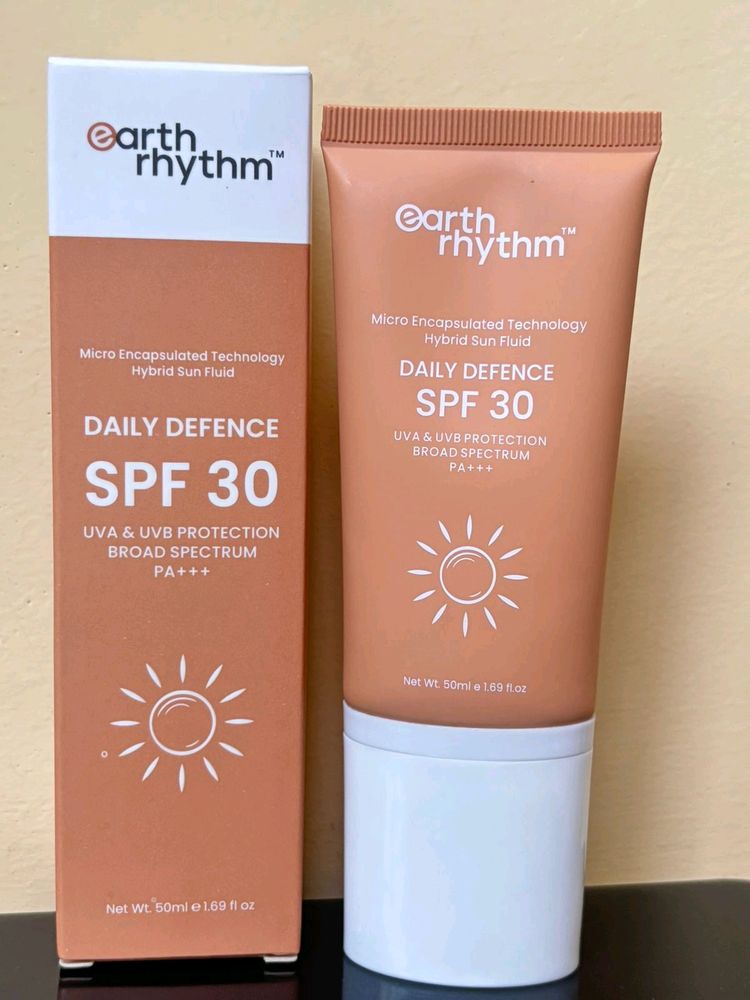 earth
rhythm™
Micro Encapsulated Technology
Hybrid Sun Fluid
DAILY DEFENCE
SPF 30
UVA & UVB PROTECTION
BROAD SPECTRUM
PA+++
Net Wt. 50ml ℮ 1.69 fl oz
earth
rhythm™
Micro Encapsulated Technology
Hybrid Sun Fluid
DAILY DEFENCE
SPF 30
UVA & UVB PROTECTION
BROAD SPECTRUM
PA+++
Net Wt. 50ml e 1.69 fl.oz